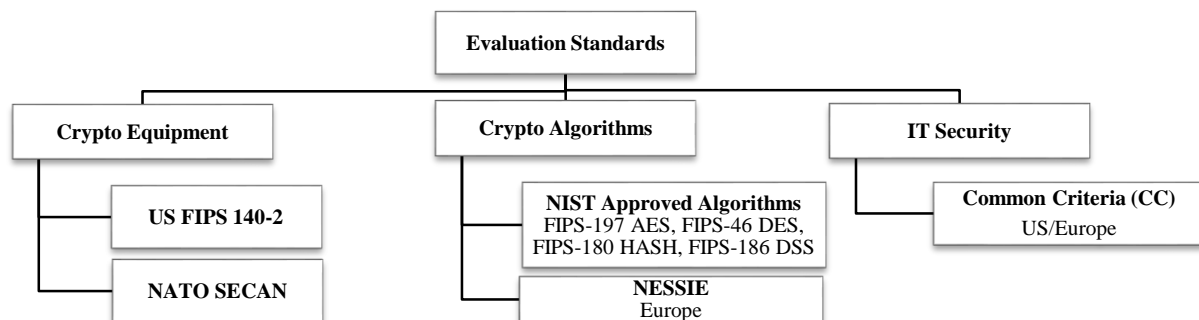 Evaluation Standards
Crypto Equipment
US FIPS 140-2
NATO SECAN
Crypto Algorithms
NIST Approved Algorithms
FIPS-197 AES, FIPS-46 DES,
FIPS-180 HASH, FIPS-186 DSS
NESSIE
Europe
IT Security
Common Criteria (CC)
US/Europe